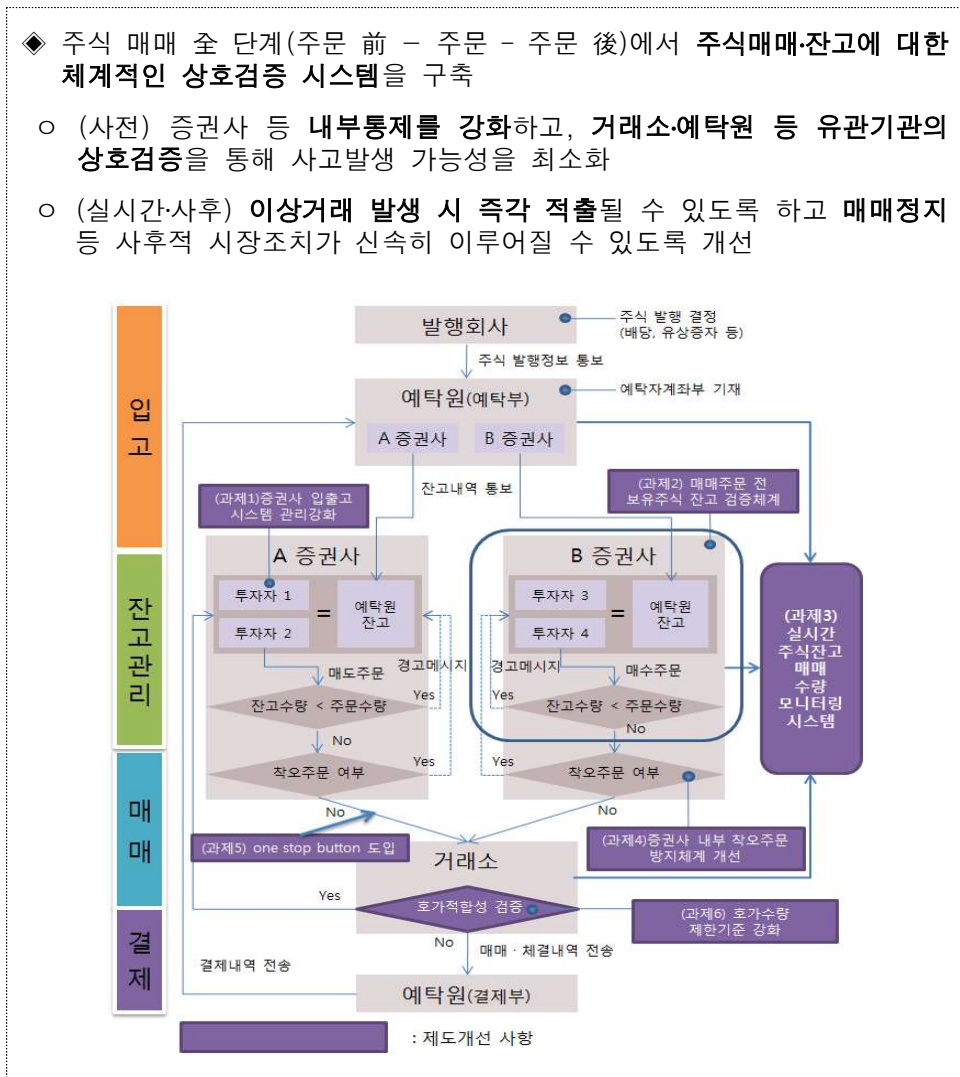 ◈ 주식 매매 全 단계(주문 前 – 주문 – 주문 後)에서 주식매매·잔고에 대한
체계적인 상호검증 시스템을 구축
ㅇ (사전) 증권사 등 내부통제를 강화하고, 거래소·예탁원 등 유관기관의
상호검증을 통해 사고발생 가능성을 최소화
ㅇ (실시간·사후) 이상거래 발생 시 즉각 적출될 수 있도록 하고 매매정지
등 사후적 시장조치가 신속히 이루어질 수 있도록 개선
입
고
발행회사
주식 발행 결정
(배당, 유상증자 등)
주식 발행정보 통보
예탁원(예탁부)
예탁자계좌부 기재
A 증권사
B 증권사
잔고내역 통보
(과제1)증권사 입출고
시스템 관리강화
(과제2) 매매주문 전
보유주식 잔고 검증체계
잔
고
관
리
A 증권사
투자자 1
투자자 2
=
예탁원
잔고
매도주문
경고메시지
잔고수량 < 주문수량
Yes
No
착오주문 여부
Yes
No
B 증권사
투자자 3
투자자 4
=
예탁원
잔고
경고메시지
매수주문
Yes
잔고수량 < 주문수량
No
Yes
착오주문 여부
No
(과제3)
실시간
주식잔고
매매
수량
모니터링
시스템
매
매
(과제5) one stop button 도입
(과제4)증권사 내부 착오주문
방지체계 개선
거래소
Yes
호가적합성 검증
(과제6) 호가수량
제한기준 강화
No
매매 · 체결내역 전송
결
제
결제내역 전송
예탁원(결제부)
: 제도개선 사항